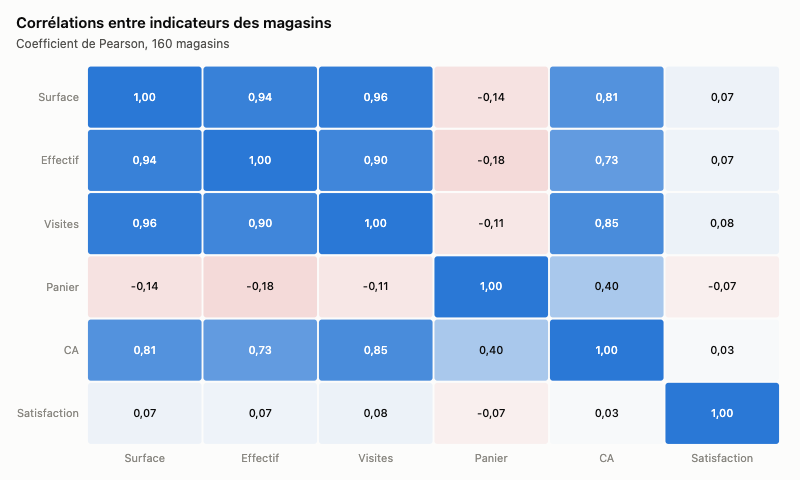 Corrélations entre indicateurs des magasins
Coefficient de Pearson, 160 magasins
Surface 1,00 0,94 0,96 -0,14 0,81 0,07
Effectif 0,94 1,00 0,90 -0,18 0,73 0,07
Visites 0,96 0,90 1,00 -0,11 0,85 0,08
Panier -0,14 -0,18 -0,11 1,00 0,40 -0,07
CA 0,81 0,73 0,85 0,40 1,00 0,03
Satisfaction 0,07 0,07 0,08 -0,07 0,03 1,00
Surface Effectif Visites Panier CA Satisfaction